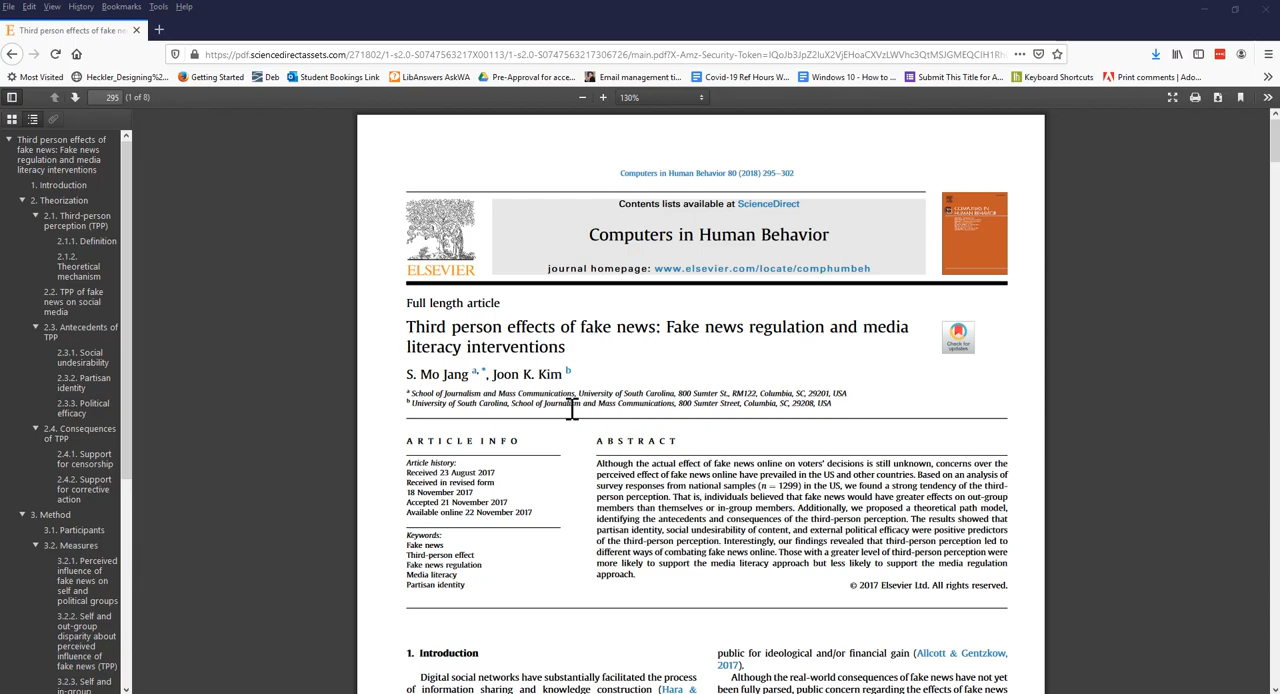 File Edit View History Bookmarks Tools Help
Third person effects of fake ne
https://pdf.sciencedirectassets.com/271802/1-s2.0-S0747563217X00113/1-s2.0-S0747563217306726/main.pdf?X-Amz-Security-Token=
Most Visited Heckler_Designing%2... Getting Started Deb Student Bookings Link LibAnswers AskWA Pre-Approval for acce... Email management ti... Covid-19 Ref Hours W... Windows 10 - How to ... Submit This Title for A... Keyboard Shortcuts Print comments | Ado...
295 (1 of 8) 130%
Third person effects of
fake news: Fake news
regulation and media
literacy interventions
1. Introduction
2. Theorization
2.1. Third-person
perception (TPP)
2.1.1. Definition
2.1.2.
Theoretical
mechanism
2.2. TPP of fake
news on social
media
2.3. Antecedents of
TPP
2.3.1. Social
undesirability
2.3.2. Partisan
identity
2.3.3. Political
efficacy
2.4. Consequences
of TPP
2.4.1. Support
for censorship
2.4.2. Support
for corrective
action
3. Method
3.1. Participants
3.2. Measures
3.2.1. Perceived
influence of
fake news on
self and
political groups
3.2.2. Self and
out-group
disparity about
perceived
influence of
fake news (TPP)
3.2.3. Self and
in-group
Computers in Human Behavior 80 (2018) 295–302
Contents lists available at ScienceDirect
Computers in Human Behavior
journal homepage: www.elsevier.com/locate/comphumbeh
ELSEVIER
COMPUTERS IN
HUMAN BEHAVIOR
Full length article
Third person effects of fake news: Fake news regulation and media
literacy interventions
Check for
updates
S. Mo Jang a, *, Joon K. Kim b
a School of Journalism and Mass Communications, University of South Carolina, 800 Sumter St., RM122, Columbia, SC, 29201, USA
b University of South Carolina, School of Journalism and Mass Communications, 800 Sumter Street, Columbia, SC, 29208, USA
ARTICLE INFO
Article history:
Received 23 August 2017
Received in revised form
18 November 2017
Accepted 21 November 2017
Available online 22 November 2017
Keywords:
Fake news
Third-person effect
Fake news regulation
Media literacy
Partisan identity
ABSTRACT
Although the actual effect of fake news online on voters' decisions is still unknown, concerns over the
perceived effect of fake news online have prevailed in the US and other countries. Based on an analysis of
survey responses from national samples (n = 1299) in the US, we found a strong tendency of the third-
person perception. That is, individuals believed that fake news would have greater effects on out-group
members than themselves or in-group members. Additionally, we proposed a theoretical path model,
identifying the antecedents and consequences of the third-person perception. The results showed that
partisan identity, social undesirability of content, and external political efficacy were positive predictors
of the third-person perception. Interestingly, our findings revealed that third-person perception led to
different ways of combating fake news online. Those with a greater level of third-person perception were
more likely to support the media literacy approach but less likely to support the media regulation
approach.
© 2017 Elsevier Ltd. All rights reserved.
1. Introduction
Digital social networks have substantially facilitated the process
of information sharing and knowledge construction (Hara &
public for ideological and/or financial gain (Allcott & Gentzkow,
2017).
Although the real-world consequences of fake news have not yet
been fully parsed, public concern regarding the effects of fake news